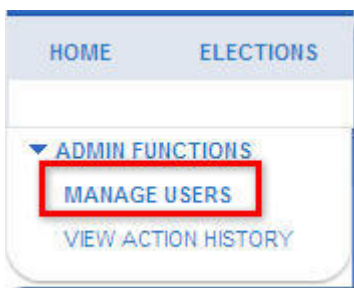 HOME ELECTIONS
ADMIN FUNCTIONS
MANAGE USERS
VIEW ACTION HISTORY